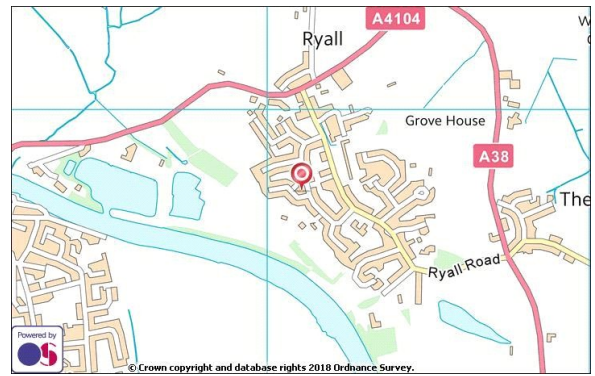 A4104
Ryall
Grove House
A38
The
Ryall Road
Powered by
OS
© Crown copyright and database rights 2018 Ordnance Survey.